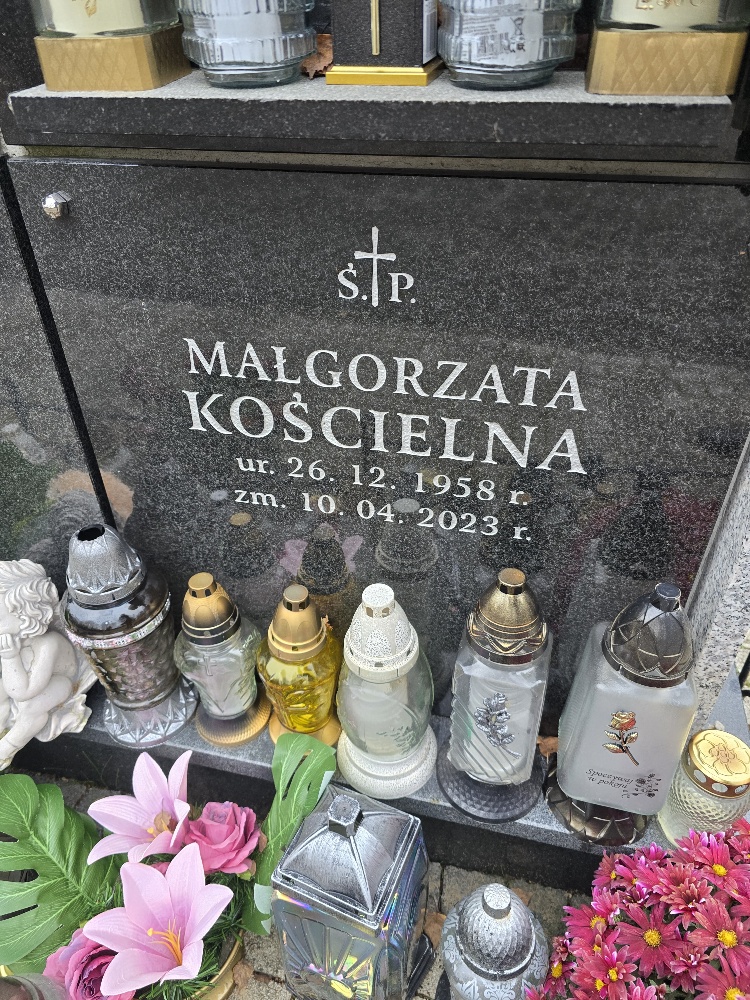 Ś. P.
MAŁGORZATA
KOŚCIELNA
ur. 26. 12. 1958 r.
zm. 10. 04. 2023 r.
Spoczywaj
w pokoju